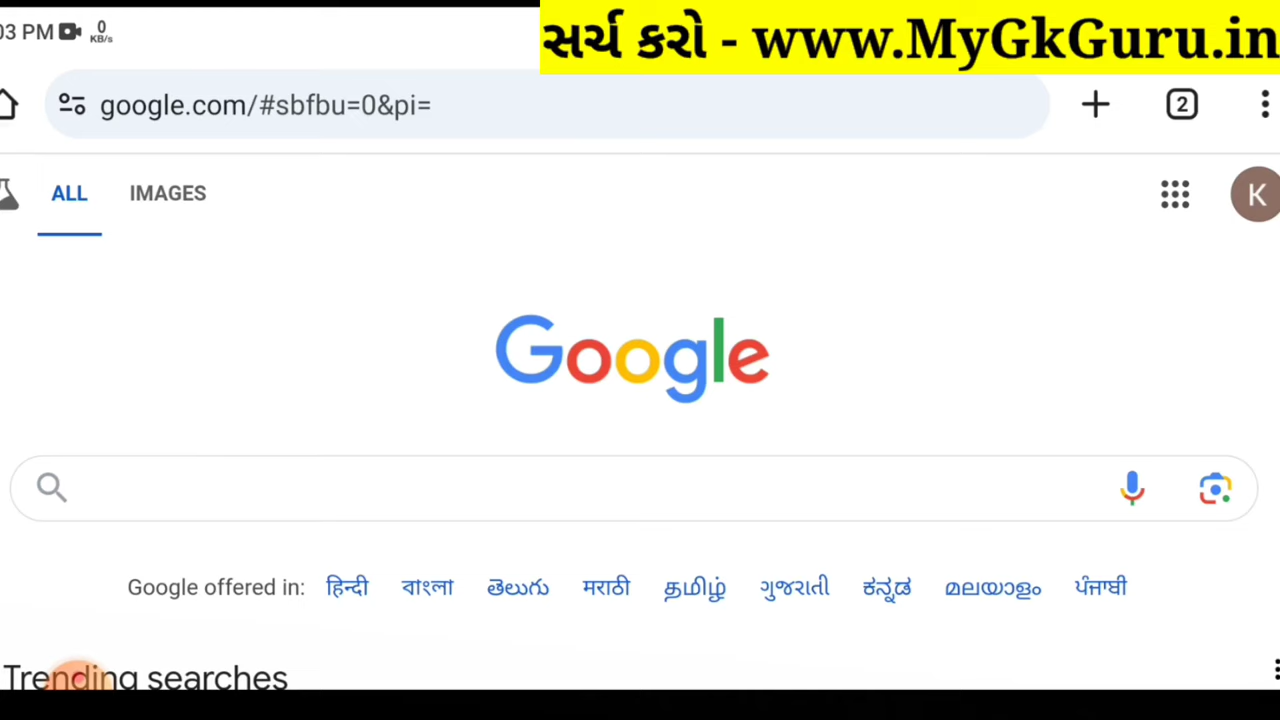 03 PM 0 KB/s
સર્ચ કરો - www.MyGkGuru.in
google.com/#sbfbu=0&pi=
2
ALL IMAGES
K
Google
Google offered in: हिन्दी বাংলা తెలుగు मराठी தமிழ் ગુજરાતી ಕನ್ನಡ മലയാളം ਪੰਜਾਬੀ
Trending searches